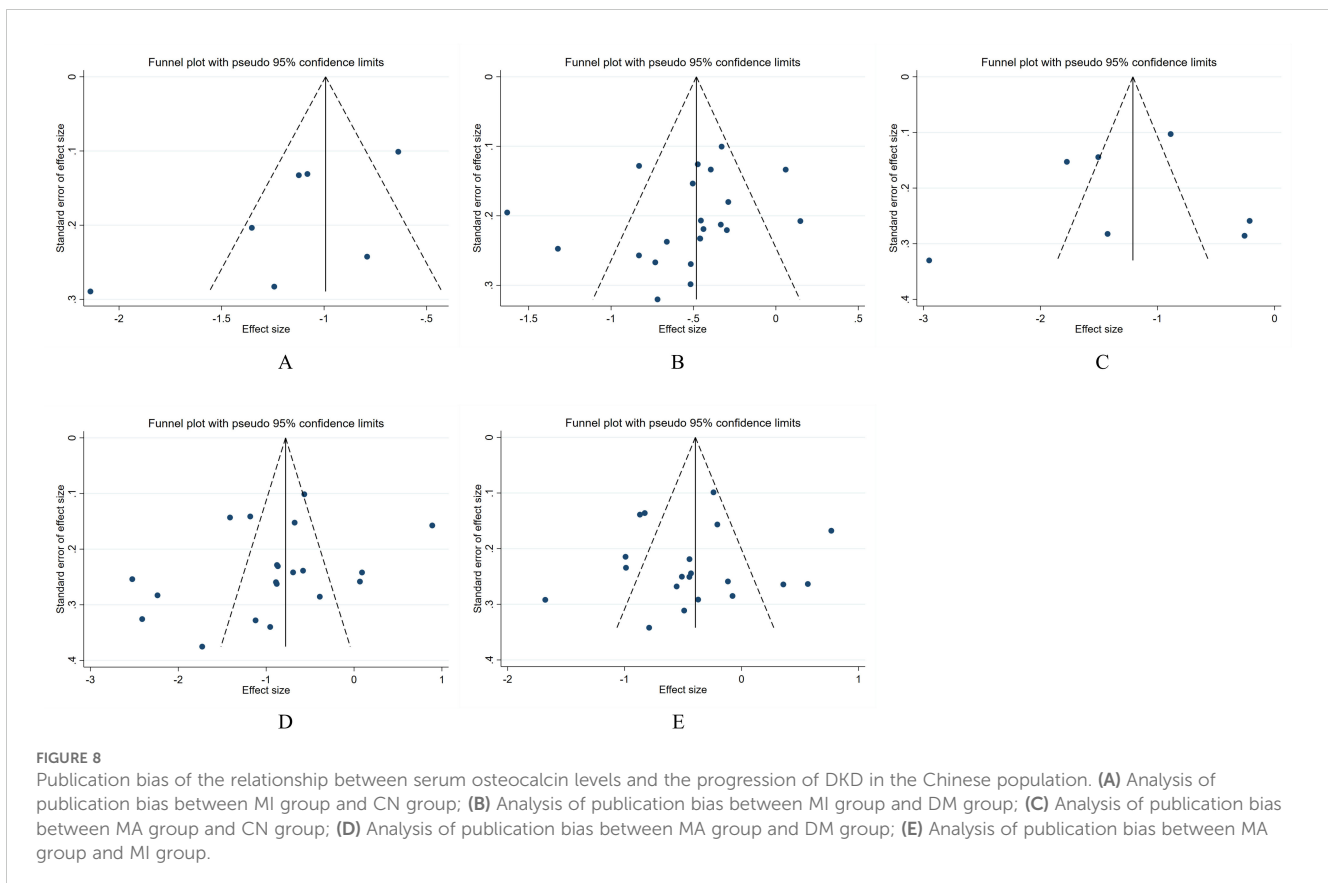 Funnel plot with pseudo 95% confidence limits
Standard error of effect size
0
.1
.2
.3
-2
-1.5
-1
-.5
Effect size
A
Funnel plot with pseudo 95% confidence limits
Standard error of effect size
0
.1
.2
.3
-1.5
-1
-.5
0
.5
Effect size
B
Funnel plot with pseudo 95% confidence limits
Standard error of effect size
0
.1
.2
.3
.4
-3
-2
-1
0
Effect size
C
Funnel plot with pseudo 95% confidence limits
Standard error of effect size
0
.1
.2
.3
.4
-3
-2
-1
0
1
Effect size
D
Funnel plot with pseudo 95% confidence limits
Standard error of effect size
0
.1
.2
.3
.4
-2
-1
0
1
Effect size
E
FIGURE 8
Publication bias of the relationship between serum osteocalcin levels and the progression of DKD in the Chinese population. (A) Analysis of
publication bias between MI group and CN group; (B) Analysis of publication bias between MI group and DM group; (C) Analysis of publication bias
between MA group and CN group; (D) Analysis of publication bias between MA group and DM group; (E) Analysis of publication bias between MA
group and MI group.